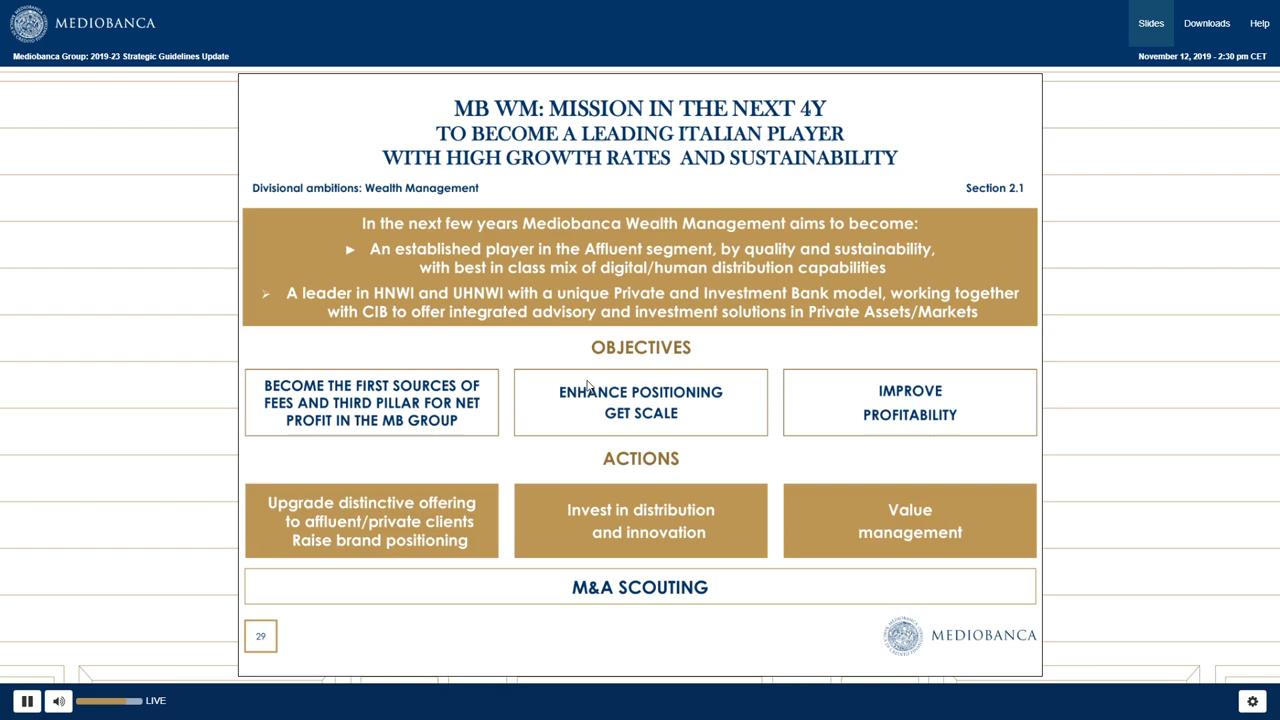 MEDIOBANCA
Slides Downloads Help
Mediobanca Group: 2019-23 Strategic Guidelines Update
November 12, 2019 - 2:30 pm CET
MB WM: MISSION IN THE NEXT 4Y
TO BECOME A LEADING ITALIAN PLAYER
WITH HIGH GROWTH RATES AND SUSTAINABILITY
Divisional ambitions: Wealth Management
Section 2.1
In the next few years Mediobanca Wealth Management aims to become:
► An established player in the Affluent segment, by quality and sustainability,
with best in class mix of digital/human distribution capabilities
➢ A leader in HNWI and UHNWI with a unique Private and Investment Bank model, working together
with CIB to offer integrated advisory and investment solutions in Private Assets/Markets
OBJECTIVES
BECOME THE FIRST SOURCES OF
FEES AND THIRD PILLAR FOR NET
PROFIT IN THE MB GROUP
ENHANCE POSITIONING
GET SCALE
IMPROVE
PROFITABILITY
ACTIONS
Upgrade distinctive offering
to affluent/private clients
Raise brand positioning
Invest in distribution
and innovation
Value
management
M&A SCOUTING
29
MEDIOBANCA
LIVE